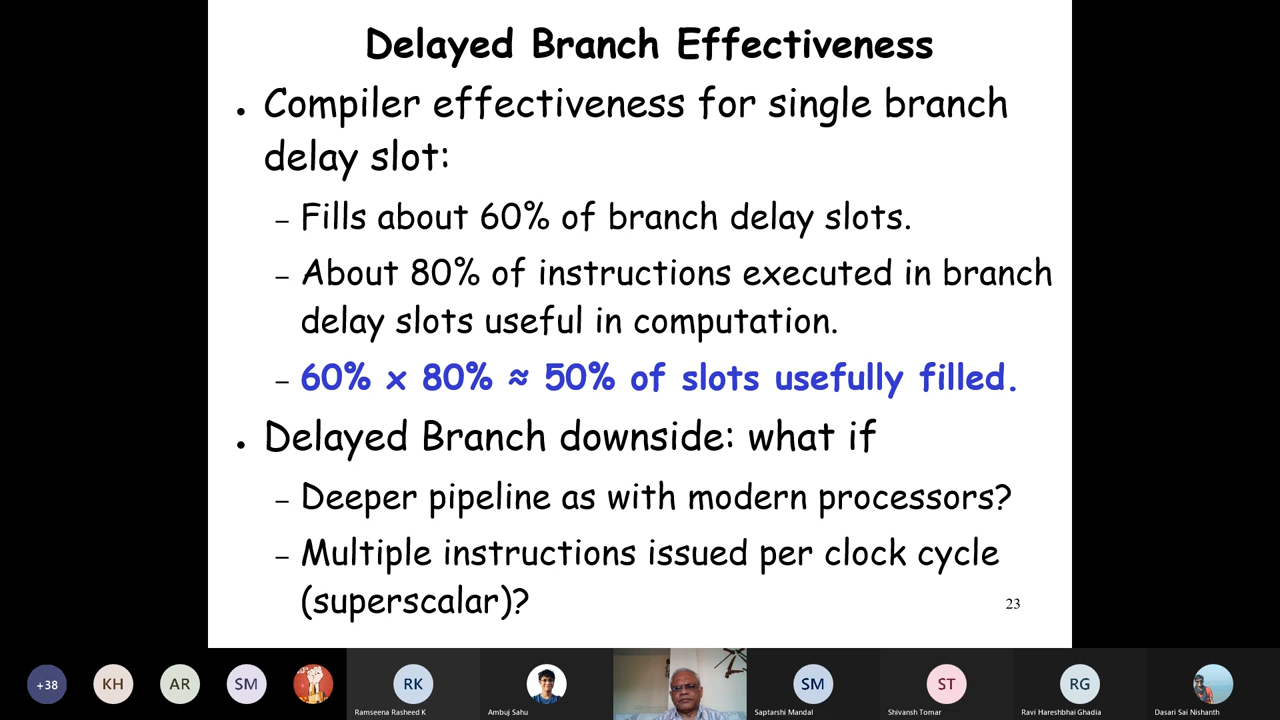 Delayed Branch Effectiveness
• Compiler effectiveness for single branch
delay slot:
– Fills about 60% of branch delay slots.
– About 80% of instructions executed in branch
delay slots useful in computation.
– 60% x 80% ≈ 50% of slots usefully filled.
• Delayed Branch downside: what if
– Deeper pipeline as with modern processors?
– Multiple instructions issued per clock cycle
(superscalar)?
23
+38 KH AR SM RK SM ST RG
Ramseena Rasheed K Ambuj Sahu Saptarshi Mandal Shivansh Tomar Ravi Hareshbhai Ghadia Dasari Sai Nishanth